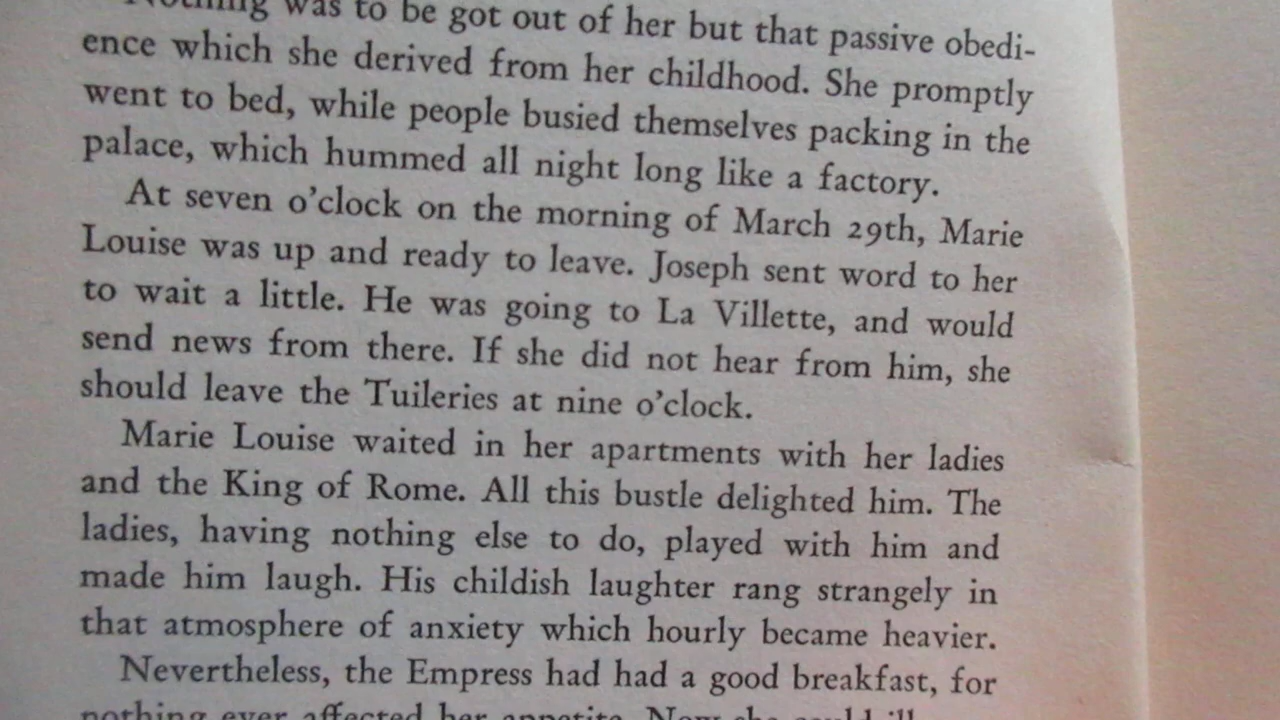 Nothing was to be got out of her but that passive obedi-
ence which she derived from her childhood. She promptly
went to bed, while people busied themselves packing in the
palace, which hummed all night long like a factory.
At seven o'clock on the morning of March 29th, Marie
Louise was up and ready to leave. Joseph sent word to her
to wait a little. He was going to La Villette, and would
send news from there. If she did not hear from him, she
should leave the Tuileries at nine o'clock.
Marie Louise waited in her apartments with her ladies
and the King of Rome. All this bustle delighted him. The
ladies, having nothing else to do, played with him and
made him laugh. His childish laughter rang strangely in
that atmosphere of anxiety which hourly became heavier.
Nevertheless, the Empress had had a good breakfast, for
nothing ever affected her appetite. Now she could